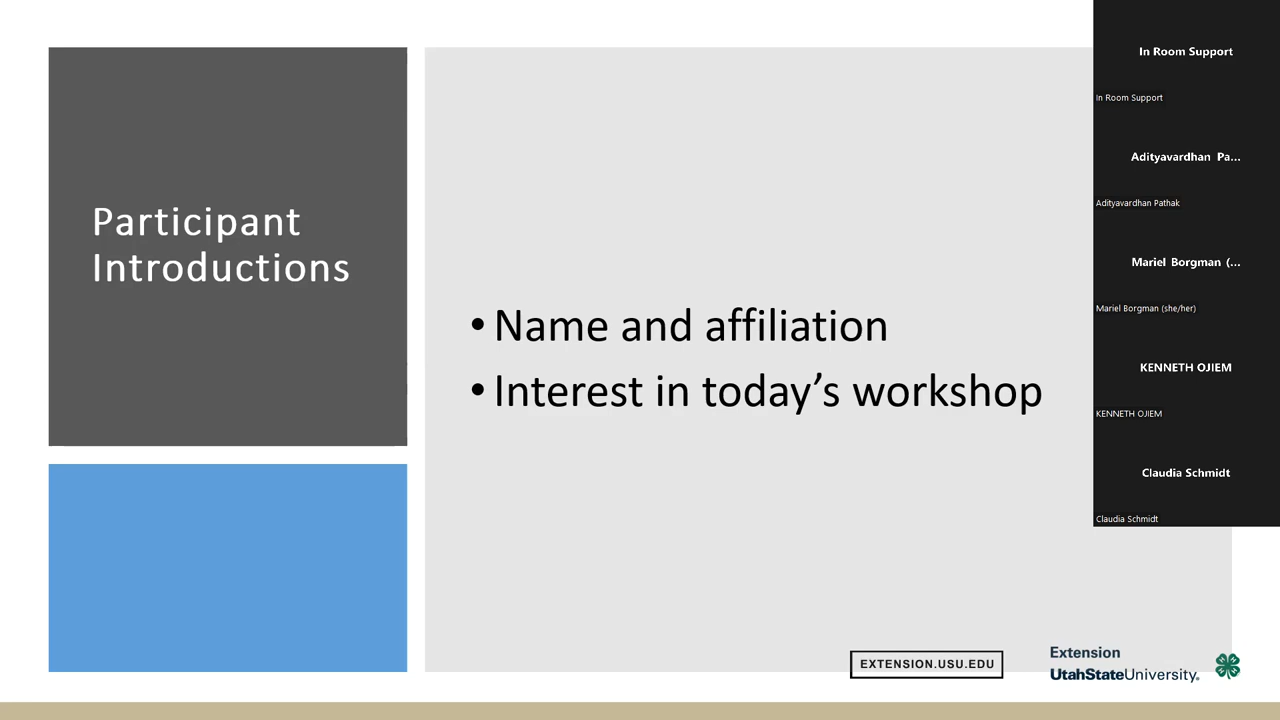 Participant
Introductions
• Name and affiliation
• Interest in today’s workshop
In Room Support
In Room Support
Adityavardhan Pa...
Adityavardhan Pathak
Mariel Borgman (...
Mariel Borgman (she/her)
KENNETH OJIEM
KENNETH OJIEM
Claudia Schmidt
Claudia Schmidt
EXTENSION.USU.EDU
Extension
UtahStateUniversity®